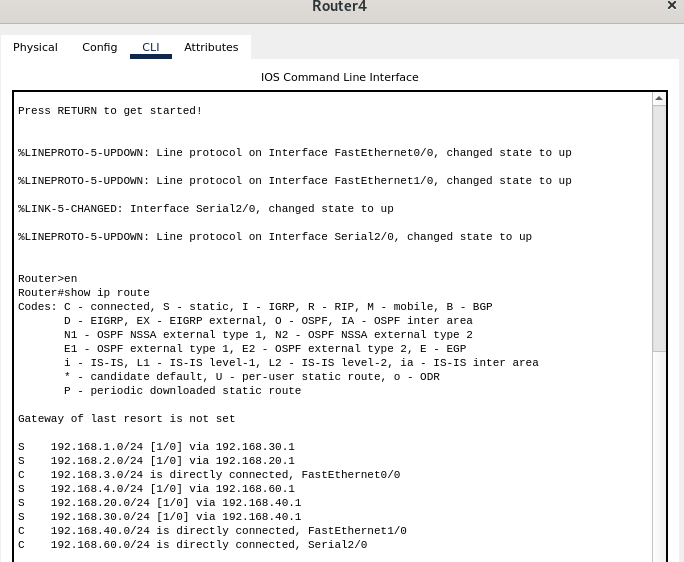 Router4
Physical Config CLI Attributes
IOS Command Line Interface
Press RETURN to get started!
%LINEPROTO-5-UPDOWN: Line protocol on Interface FastEthernet0/0, changed state to up
%LINEPROTO-5-UPDOWN: Line protocol on Interface FastEthernet1/0, changed state to up
%LINK-5-CHANGED: Interface Serial2/0, changed state to up
%LINEPROTO-5-UPDOWN: Line protocol on Interface Serial2/0, changed state to up
Router>en
Router#show ip route
Codes: C - connected, S - static, I - IGRP, R - RIP, M - mobile, B - BGP
D - EIGRP, EX - EIGRP external, O - OSPF, IA - OSPF inter area
N1 - OSPF NSSA external type 1, N2 - OSPF NSSA external type 2
E1 - OSPF external type 1, E2 - OSPF external type 2, E - EGP
i - IS-IS, L1 - IS-IS level-1, L2 - IS-IS level-2, ia - IS-IS inter area
* - candidate default, U - per-user static route, o - ODR
P - periodic downloaded static route
Gateway of last resort is not set
S    192.168.1.0/24 [1/0] via 192.168.30.1
S    192.168.2.0/24 [1/0] via 192.168.20.1
C    192.168.3.0/24 is directly connected, FastEthernet0/0
S    192.168.4.0/24 [1/0] via 192.168.60.1
S    192.168.20.0/24 [1/0] via 192.168.40.1
S    192.168.30.0/24 [1/0] via 192.168.40.1
C    192.168.40.0/24 is directly connected, FastEthernet1/0
C    192.168.60.0/24 is directly connected, Serial2/0